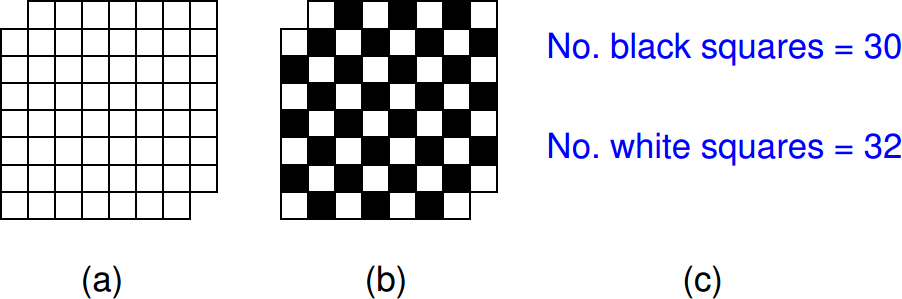 No. black squares = 30
No. white squares = 32
(a) (b) (c)